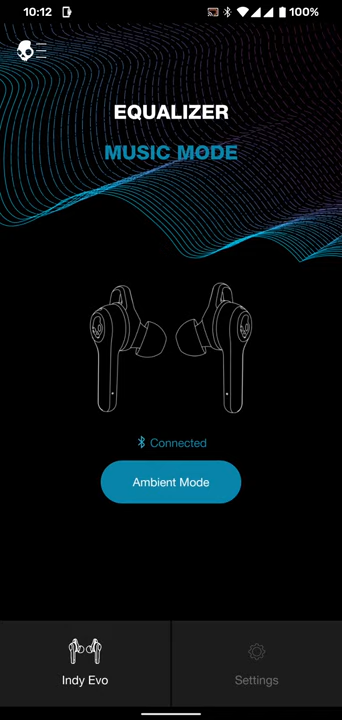 10:12
100%
EQUALIZER
MUSIC MODE
Connected
Ambient Mode
Indy Evo
Settings